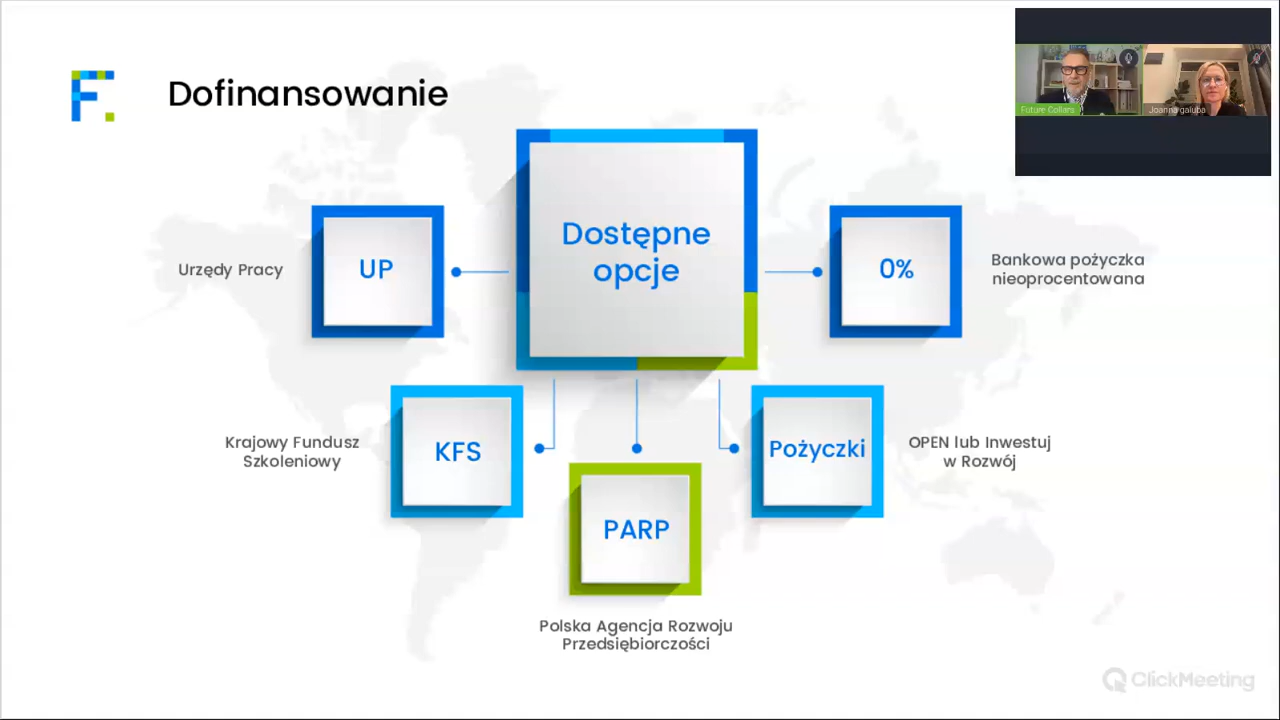 Dofinansowanie
Future Collars
Joanna galuba
Dostępne
opcje
Urzędy Pracy
UP
0%
Bankowa pożyczka
nieoprocentowana
Krajowy Fundusz
Szkoleniowy
KFS
PARP
Pożyczki
OPEN lub Inwestuj
w Rozwój
Polska Agencja Rozwoju
Przedsiębiorczości
ClickMeeting